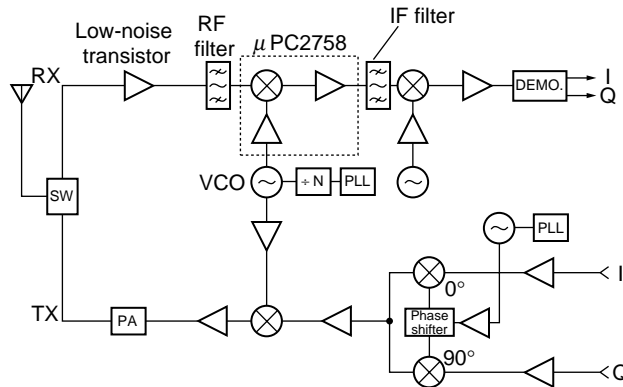 Low-noise
transistor
RF
filter
μPC2758
IF filter
RX
DEMO.
I
Q
SW
VCO
÷ N
PLL
PLL
I
0°
TX
PA
Phase
shifter
90°
Q